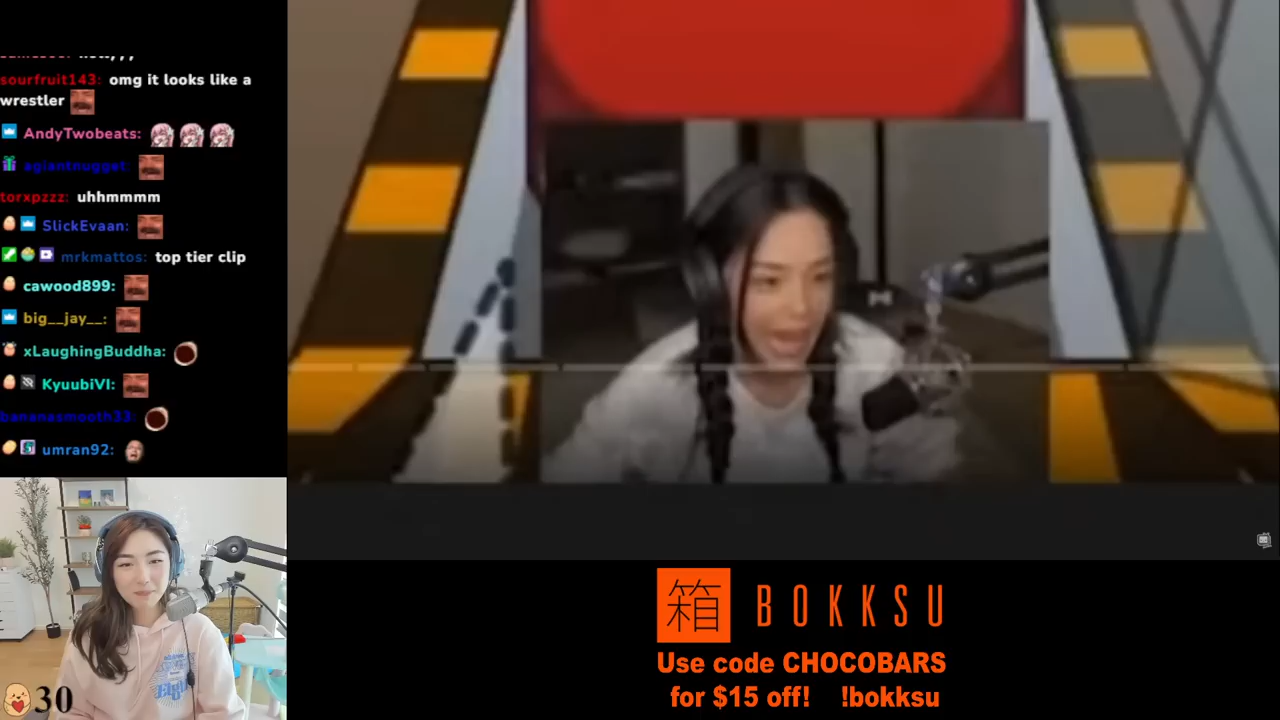 sourfruit143: omg it looks like a
wrestler
AndyTwobeats:
agiantnugget:
torxpzzz: uhhmmmm
SlickEvaan:
mrkmattos: top tier clip
cawood899:
big__jay__:
xLaughingBuddha:
KyuubiVI:
bananasmooth33:
umran92:
30
箱 BOKKSU
Use code CHOCOBARS
for $15 off! !bokksu